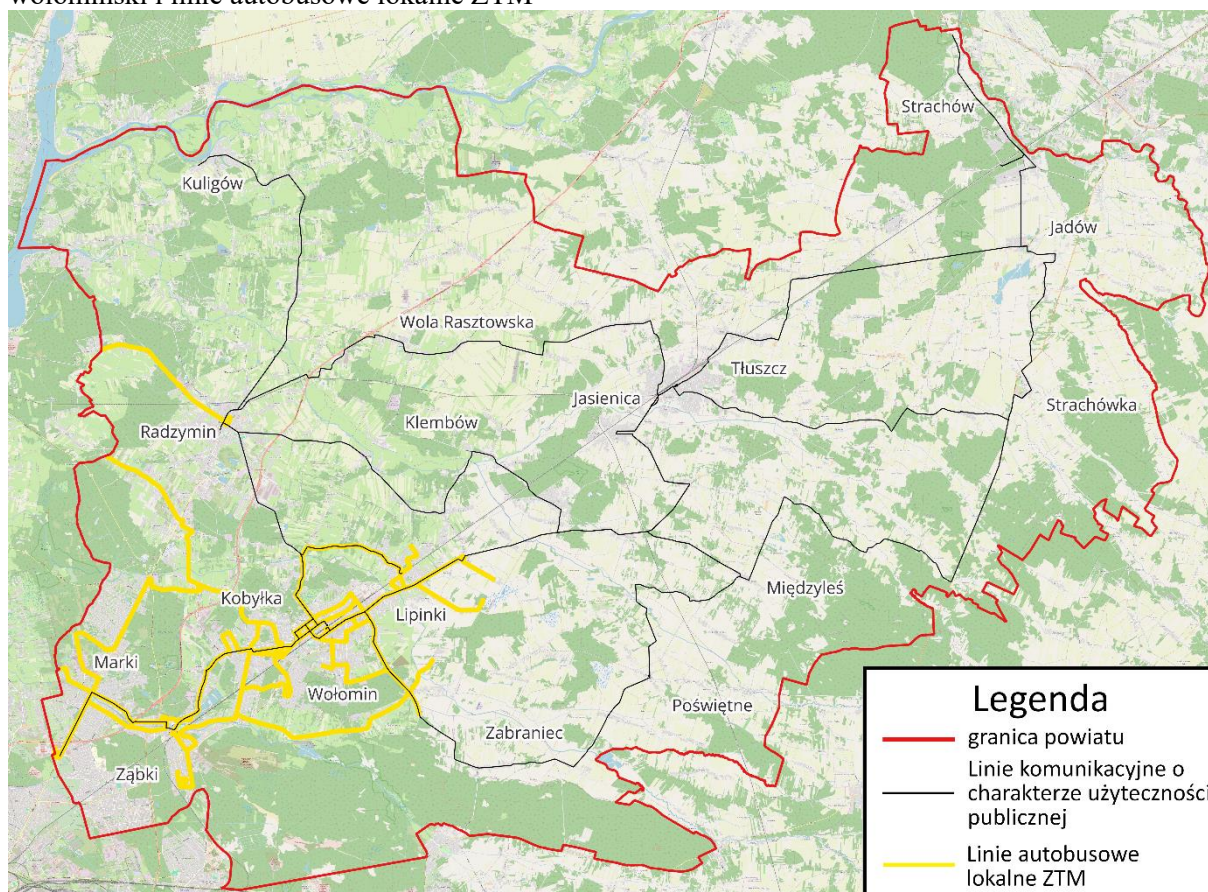 wołomiński i linie autobusowe lokalne ZTM
Strachów
Kuligów
Jadów
Wola Rasztowska
Tłuszcz
Jasienica
Strachówka
Klembów
Radzymin
Międzyleś
Kobyłka
Lipinki
Marki
Wołomin
Poświętne
Zabraniec
Ząbki
Legenda
granica powiatu
Linie komunikacyjne o
charakterze użyteczności
publicznej
Linie autobusowe
lokalne ZTM